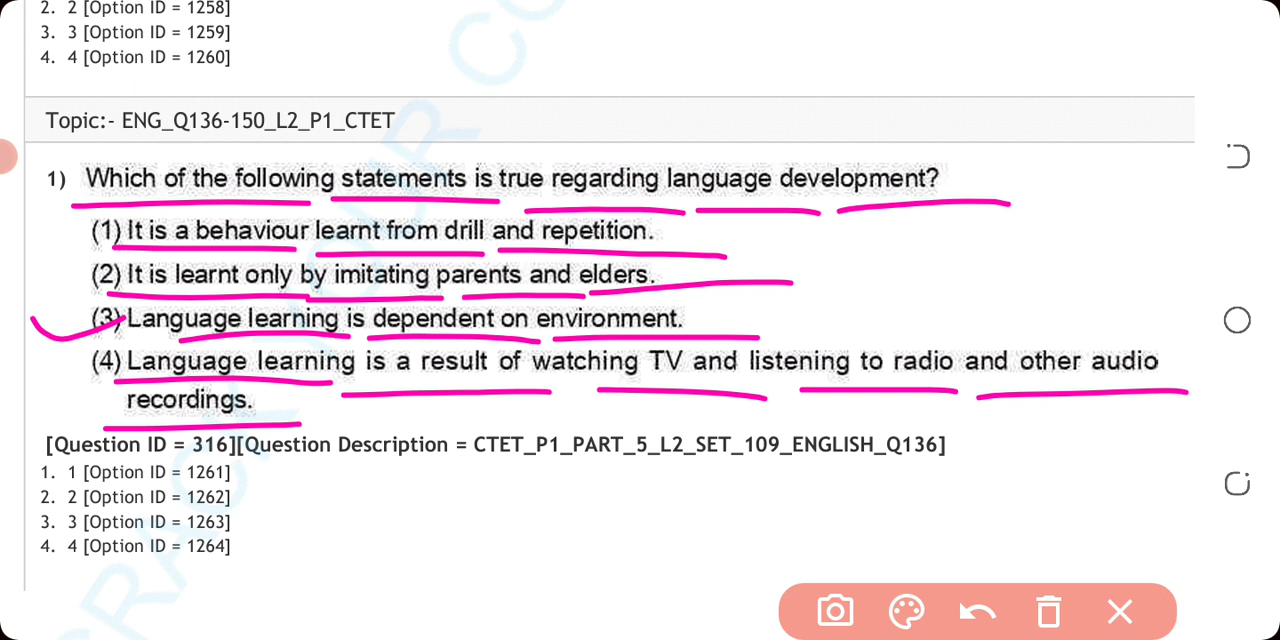 2. 2 [Option ID = 1258]
3. 3 [Option ID = 1259]
4. 4 [Option ID = 1260]
Topic:- ENG_Q136-150_L2_P1_CTET
1) Which of the following statements is true regarding language development?
(1) It is a behaviour learnt from drill and repetition.
(2) It is learnt only by imitating parents and elders.
(3) Language learning is dependent on environment.
(4) Language learning is a result of watching TV and listening to radio and other audio
recordings.
[Question ID = 316][Question Description = CTET_P1_PART_5_L2_SET_109_ENGLISH_Q136]
1. 1 [Option ID = 1261]
2. 2 [Option ID = 1262]
3. 3 [Option ID = 1263]
4. 4 [Option ID = 1264]